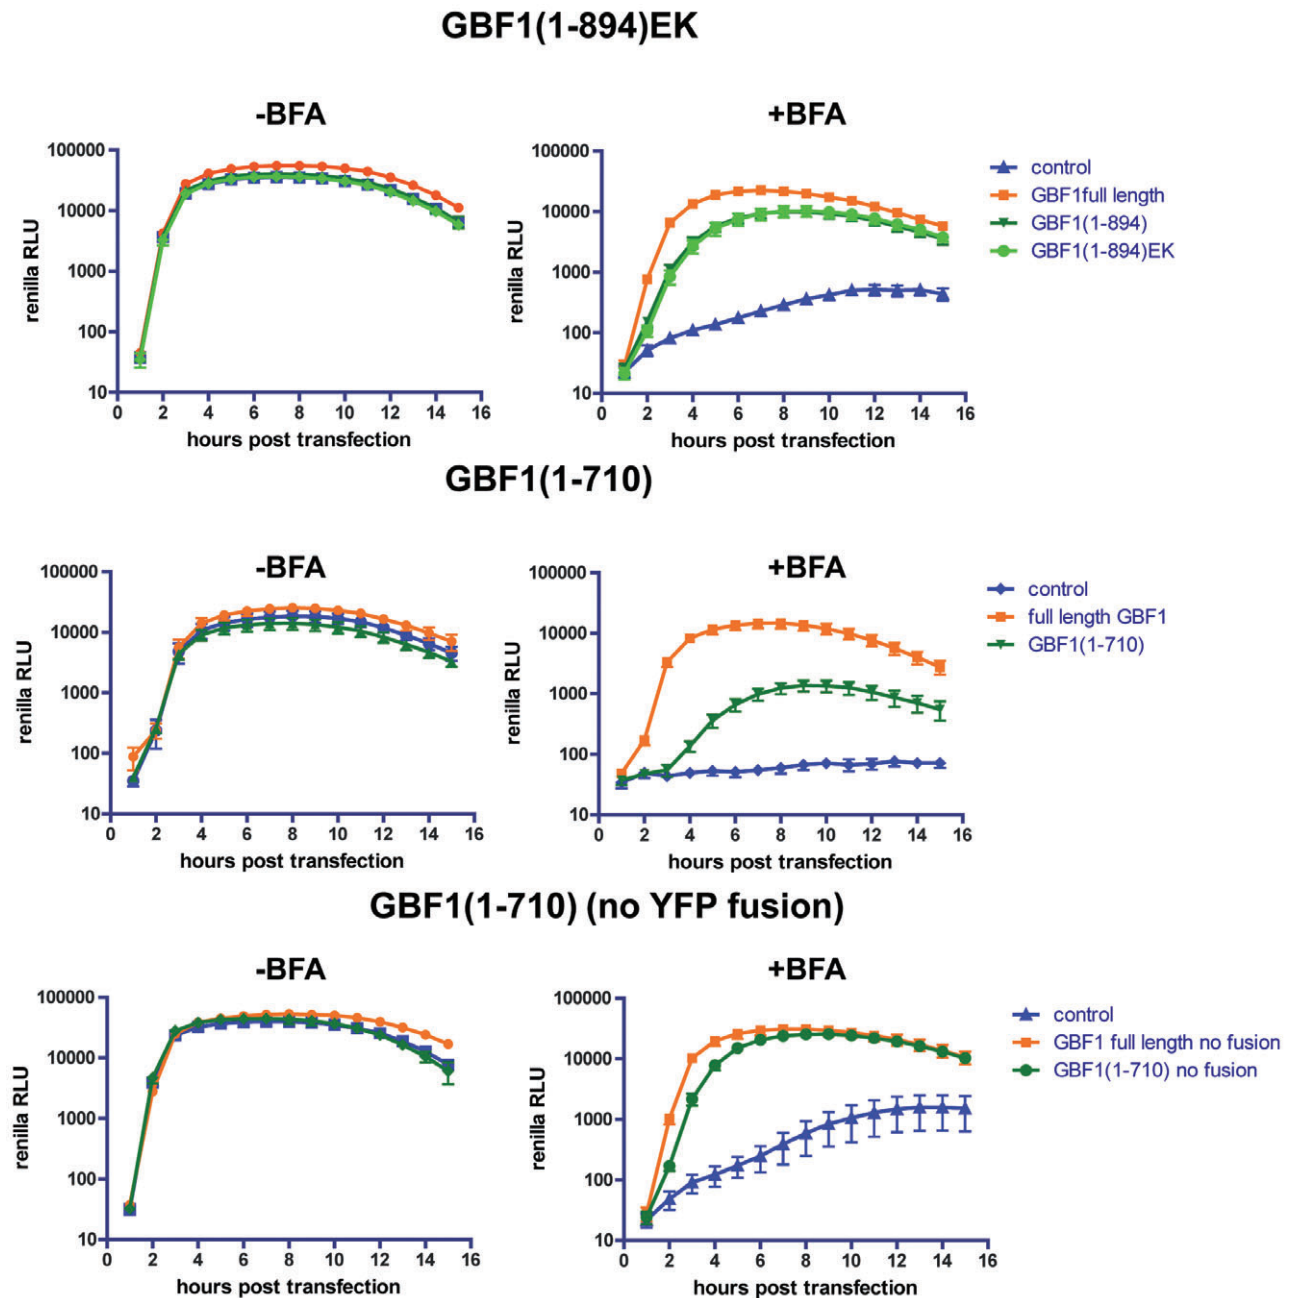 GBF1(1-894)EK
-BFA
+BFA
100000
10000
1000
100
10
renilla RLU
0 2 4 6 8 10 12 14 16
hours post transfection
100000
10000
1000
100
10
renilla RLU
0 2 4 6 8 10 12 14 16
hours post transfection
control
GBF1full length
GBF1(1-894)
GBF1(1-894)EK
GBF1(1-710)
-BFA
+BFA
100000
10000
1000
100
10
renilla RLU
0 2 4 6 8 10 12 14 16
hours post transfection
100000
10000
1000
100
10
renilla RLU
0 2 4 6 8 10 12 14 16
hours post transfection
control
full length GBF1
GBF1(1-710)
GBF1(1-710) (no YFP fusion)
-BFA
+BFA
100000
10000
1000
100
10
renilla RLU
0 2 4 6 8 10 12 14 16
hours post transfection
100000
10000
1000
100
10
renilla RLU
0 2 4 6 8 10 12 14 16
hours post transfection
control
GBF1 full length no fusion
GBF1(1-710) no fusion